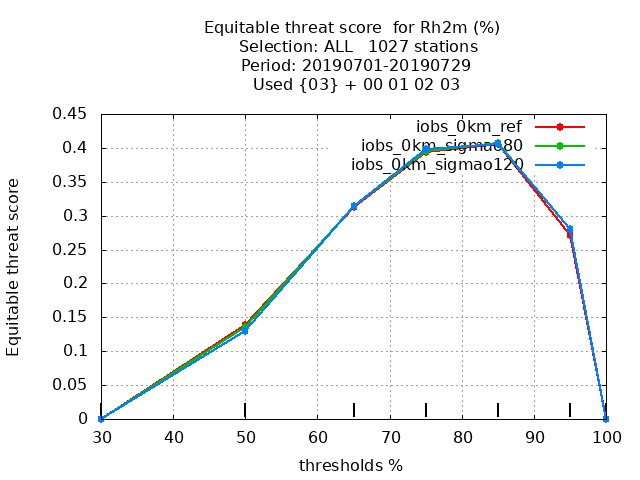 Equitable threat score  for Rh2m (%)
Selection: ALL   1027 stations
Period: 20190701-20190729
Used {03} + 00 01 02 03
0.45
0.4
0.35
0.3
0.25
0.2
0.15
0.1
0.05
0
Equitable threat score
iobs_0km_ref
iobs_0km_sigmao80
iobs_0km_sigmao120
30 40 50 60 70 80 90 100
thresholds %